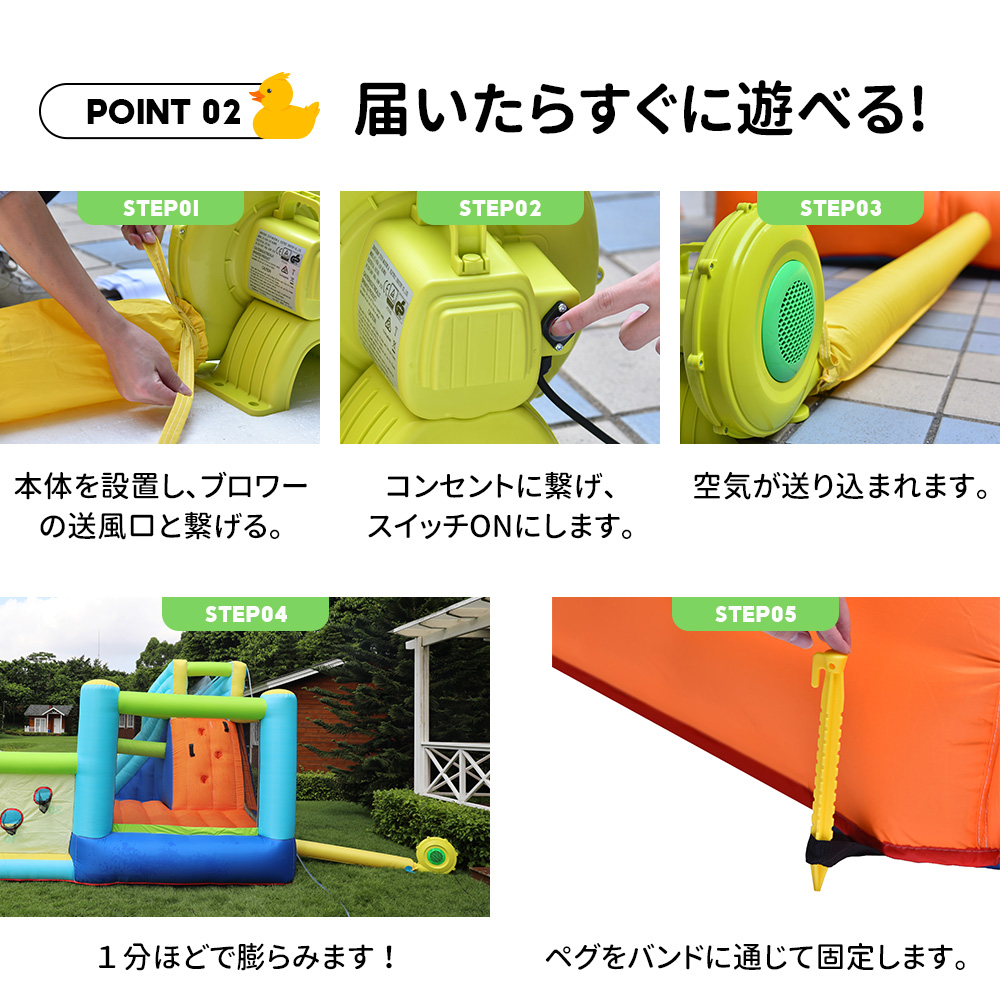 POINT 02
届いたらすぐに遊べる!
STEP01
STEP02
STEP03
本体を設置し、ブロワー
の送風口と繋げる。
コンセントに繋げ、
スイッチONにします。
空気が送り込まれます。
STEP04
STEP05
1分ほどで膨らみます!
ペグをバンドに通じて固定します。